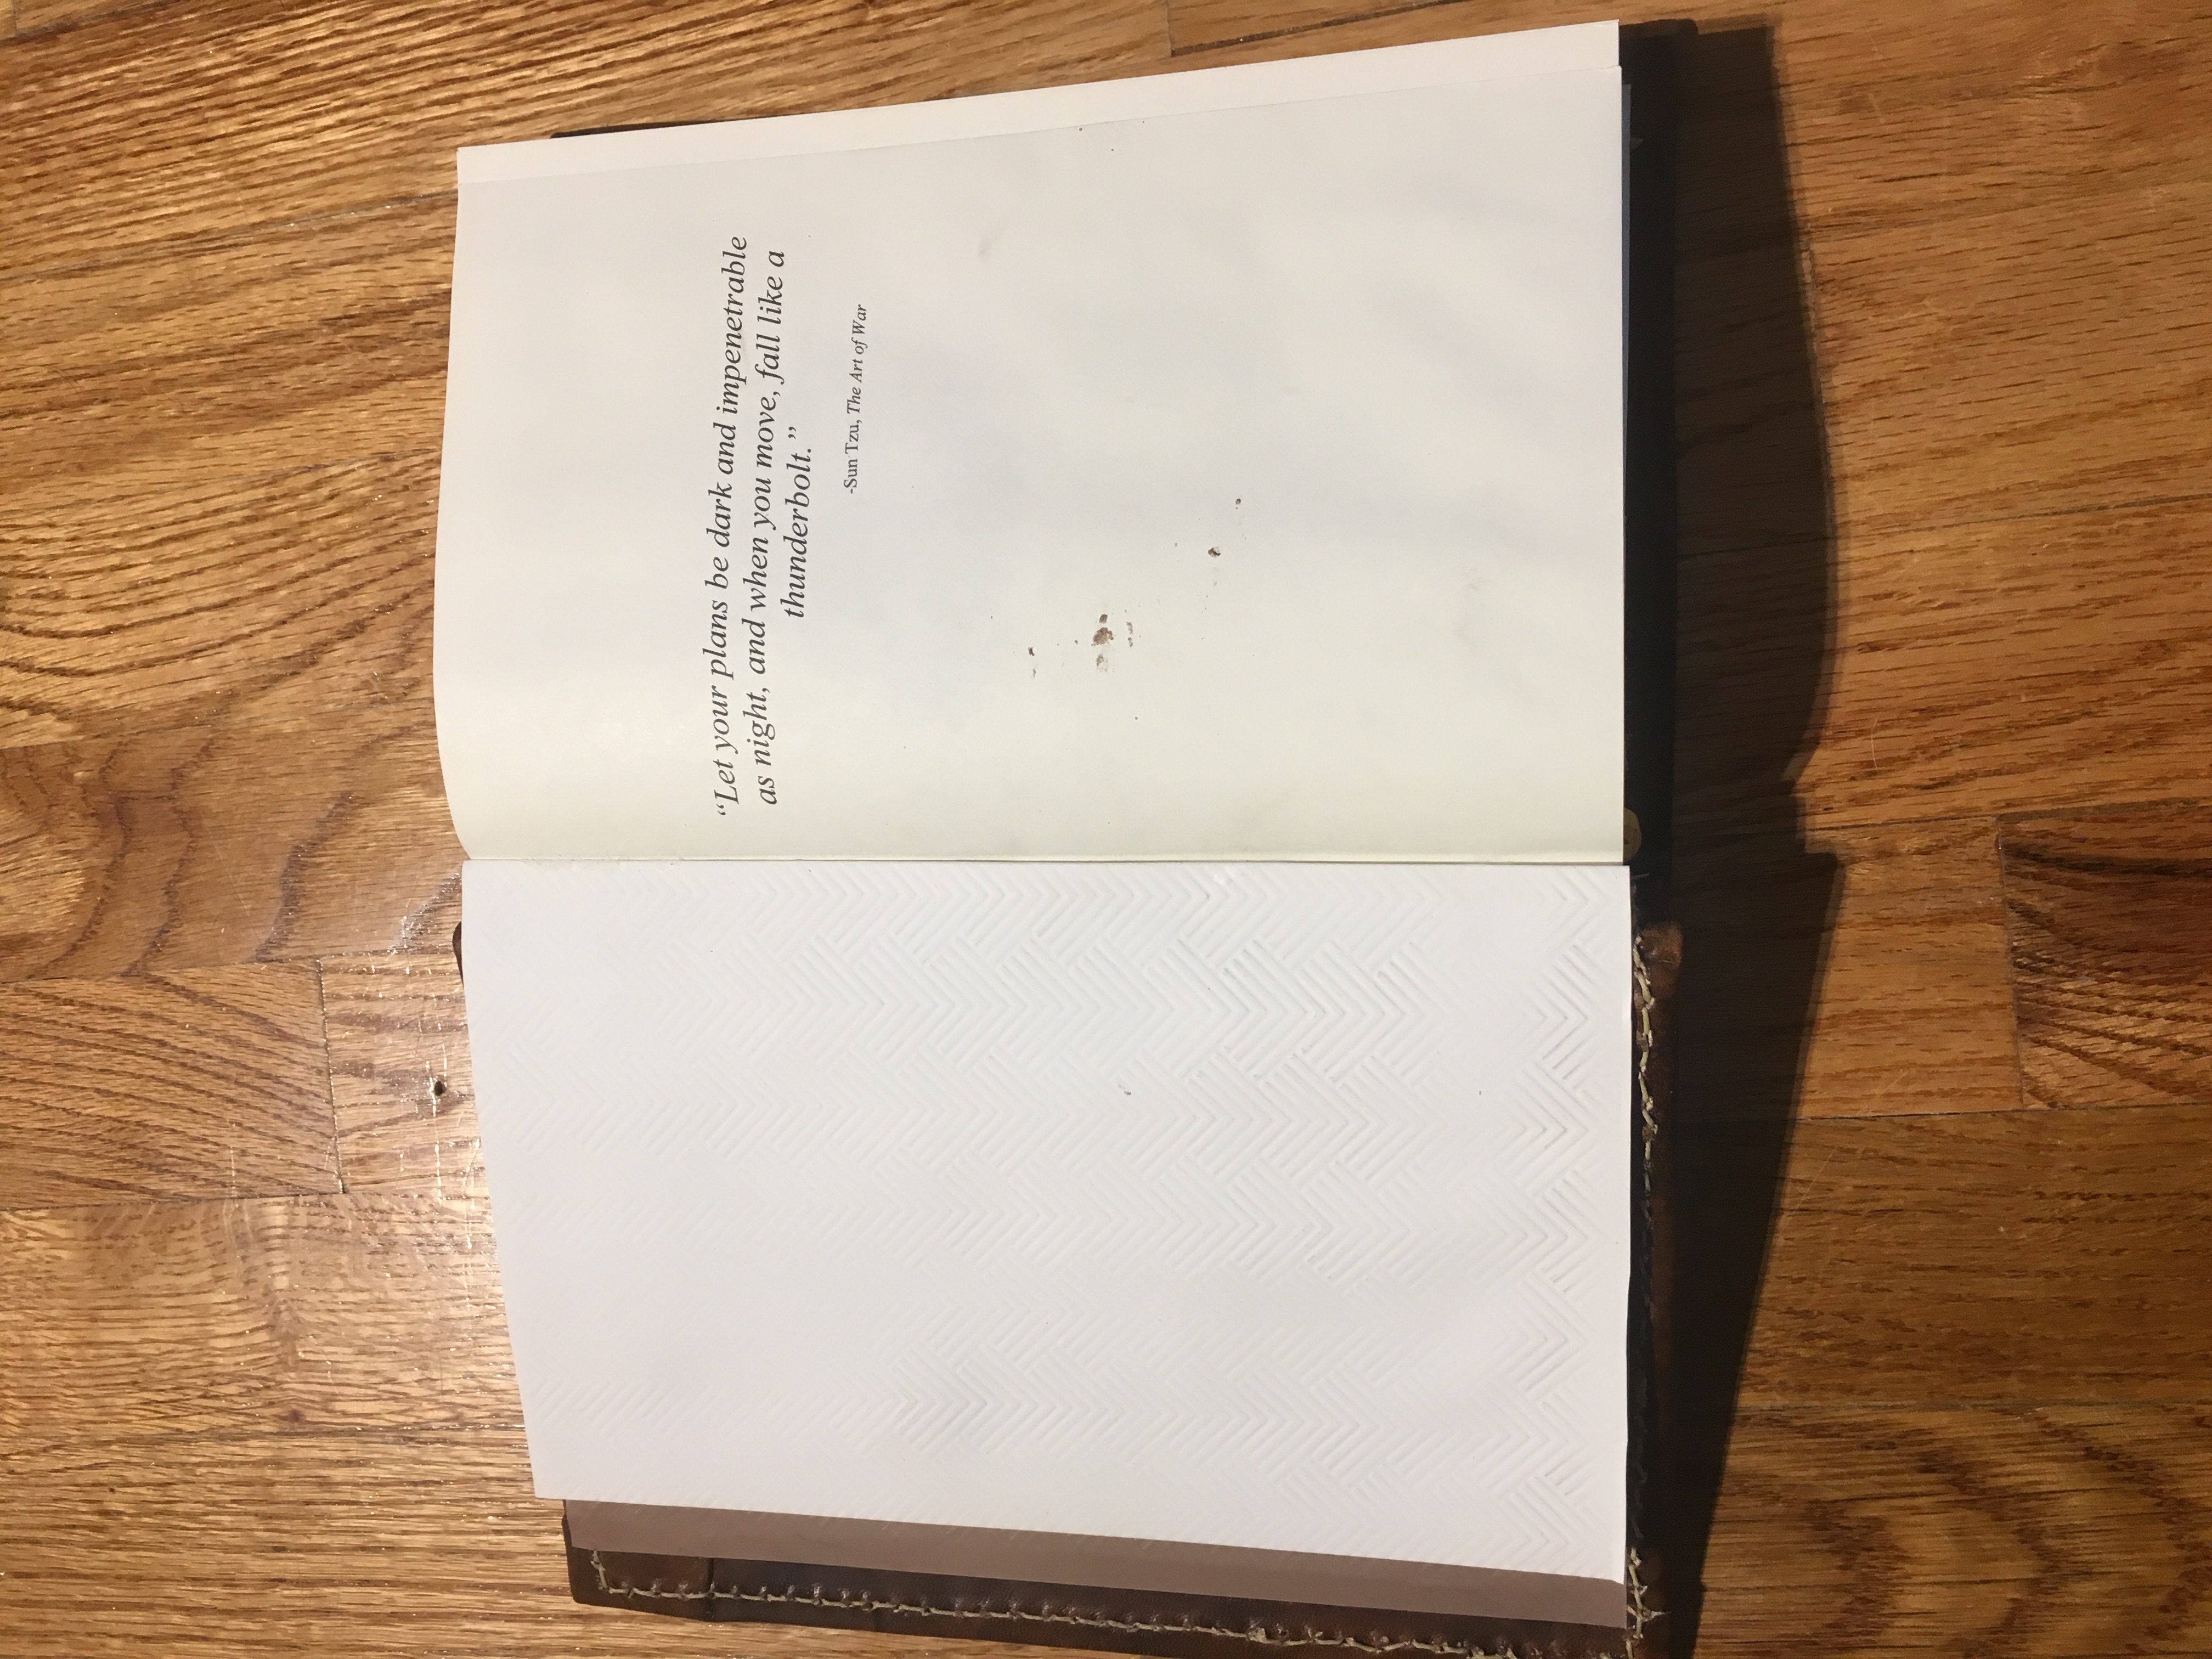 “Let your plans be dark and impenetrable
as night, and when you move, fall like a
thunderbolt.”
-Sun Tzu, The Art of War